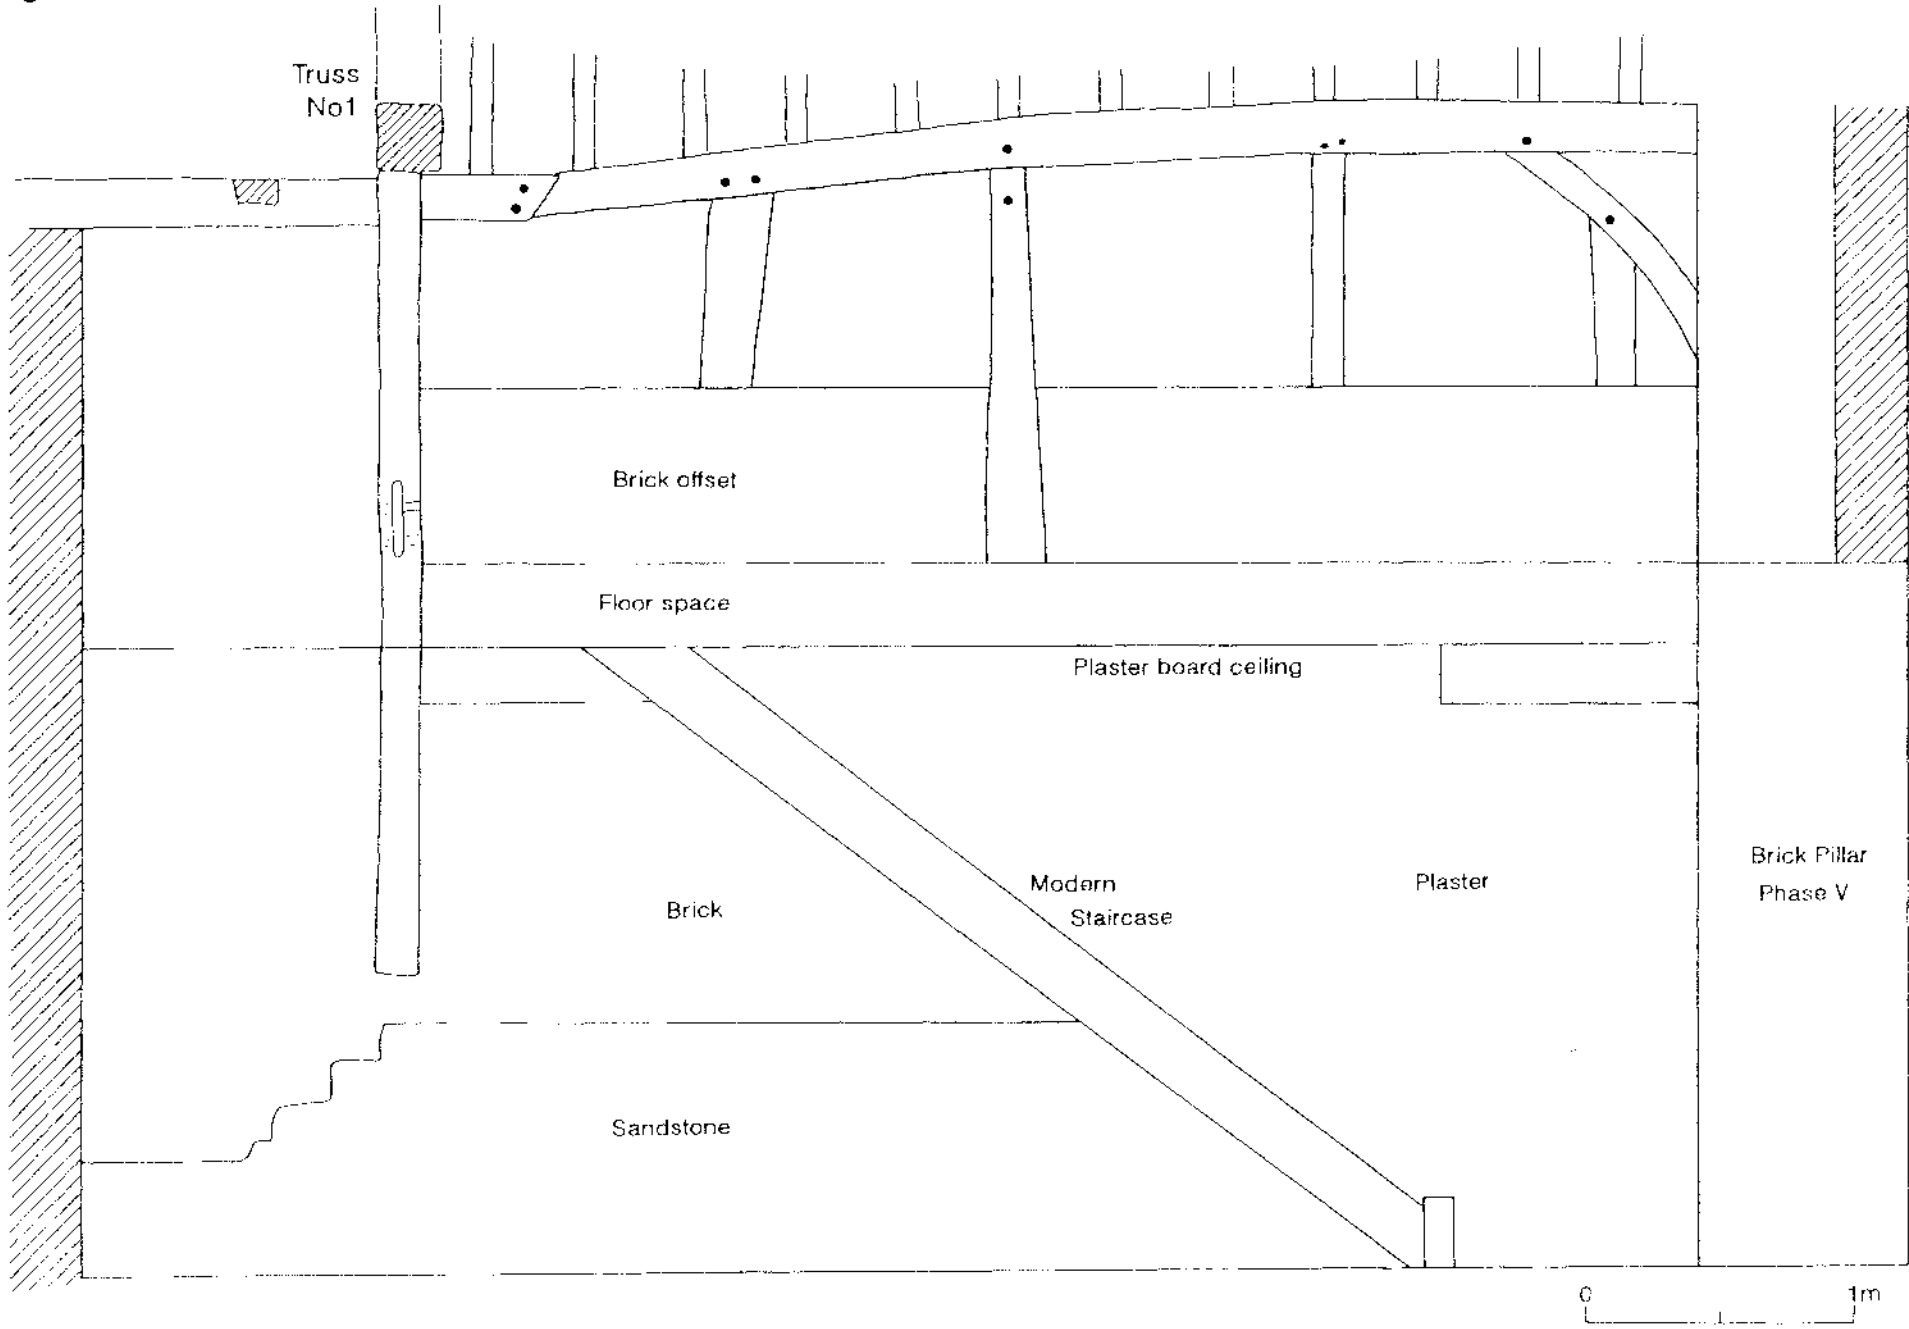 Truss
No1
Brick offset
Floor space
Plaster board ceiling
Modern
Staircase
Plaster
Brick Pillar
Phase V
Brick
Sandstone
0 1m